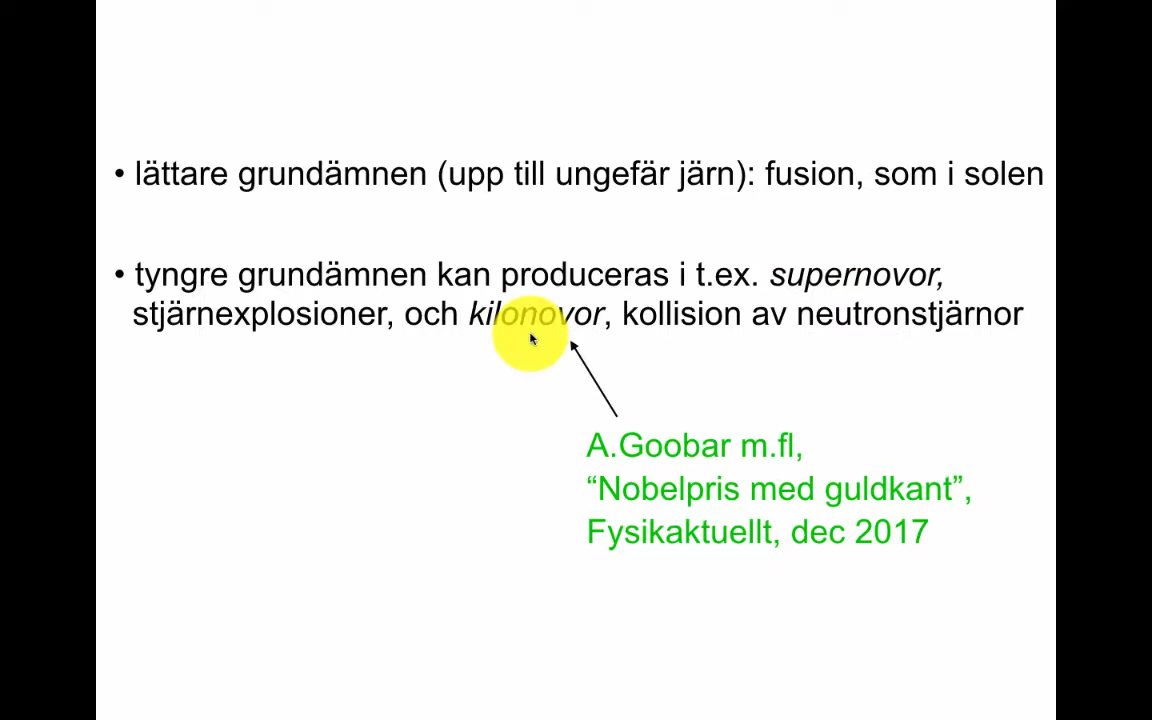 • lättare grundämnen (upp till ungefär järn): fusion, som i solen
• tyngre grundämnen kan produceras i t.ex. supernovor,
stjärnexplosioner, och kilonovor, kollision av neutronstjärnor
A.Goobar m.fl,
“Nobelpris med guldkant”,
Fysikaktuellt, dec 2017